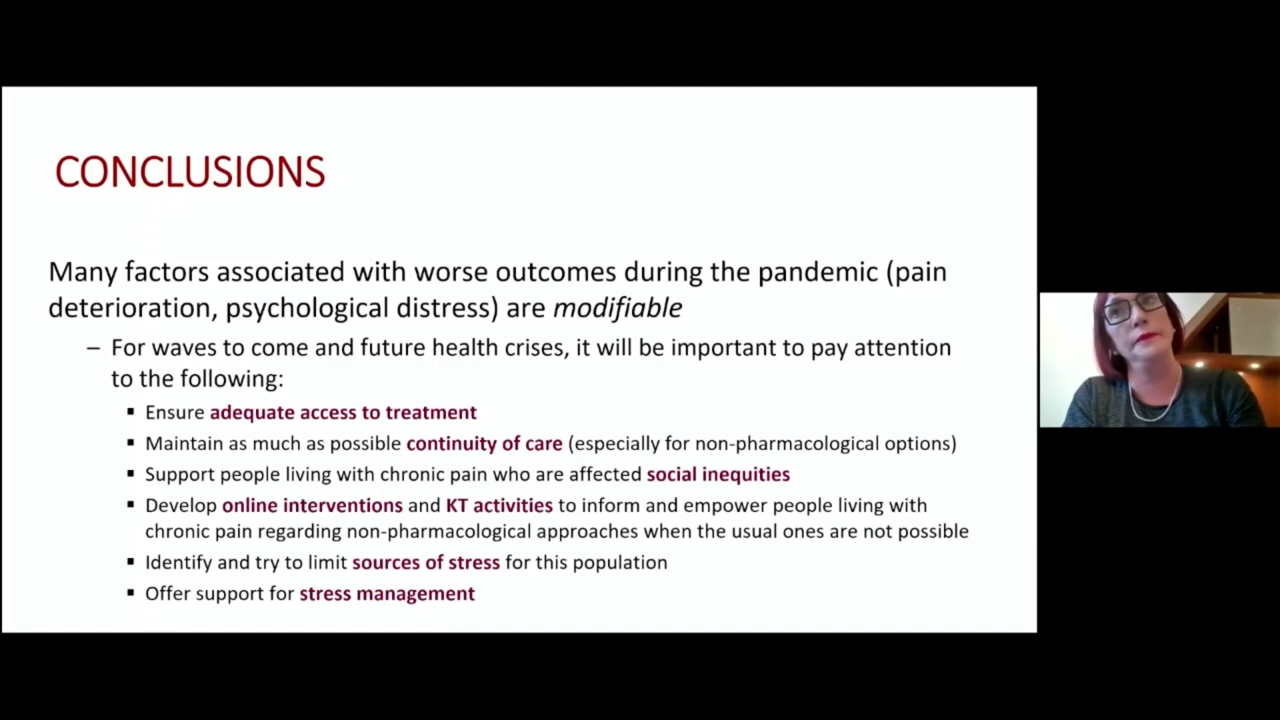 CONCLUSIONS
Many factors associated with worse outcomes during the pandemic (pain
deterioration, psychological distress) are modifiable
– For waves to come and future health crises, it will be important to pay attention
to the following:
▪ Ensure adequate access to treatment
▪ Maintain as much as possible continuity of care (especially for non-pharmacological options)
▪ Support people living with chronic pain who are affected social inequities
▪ Develop online interventions and KT activities to inform and empower people living with
chronic pain regarding non-pharmacological approaches when the usual ones are not possible
▪ Identify and try to limit sources of stress for this population
▪ Offer support for stress management